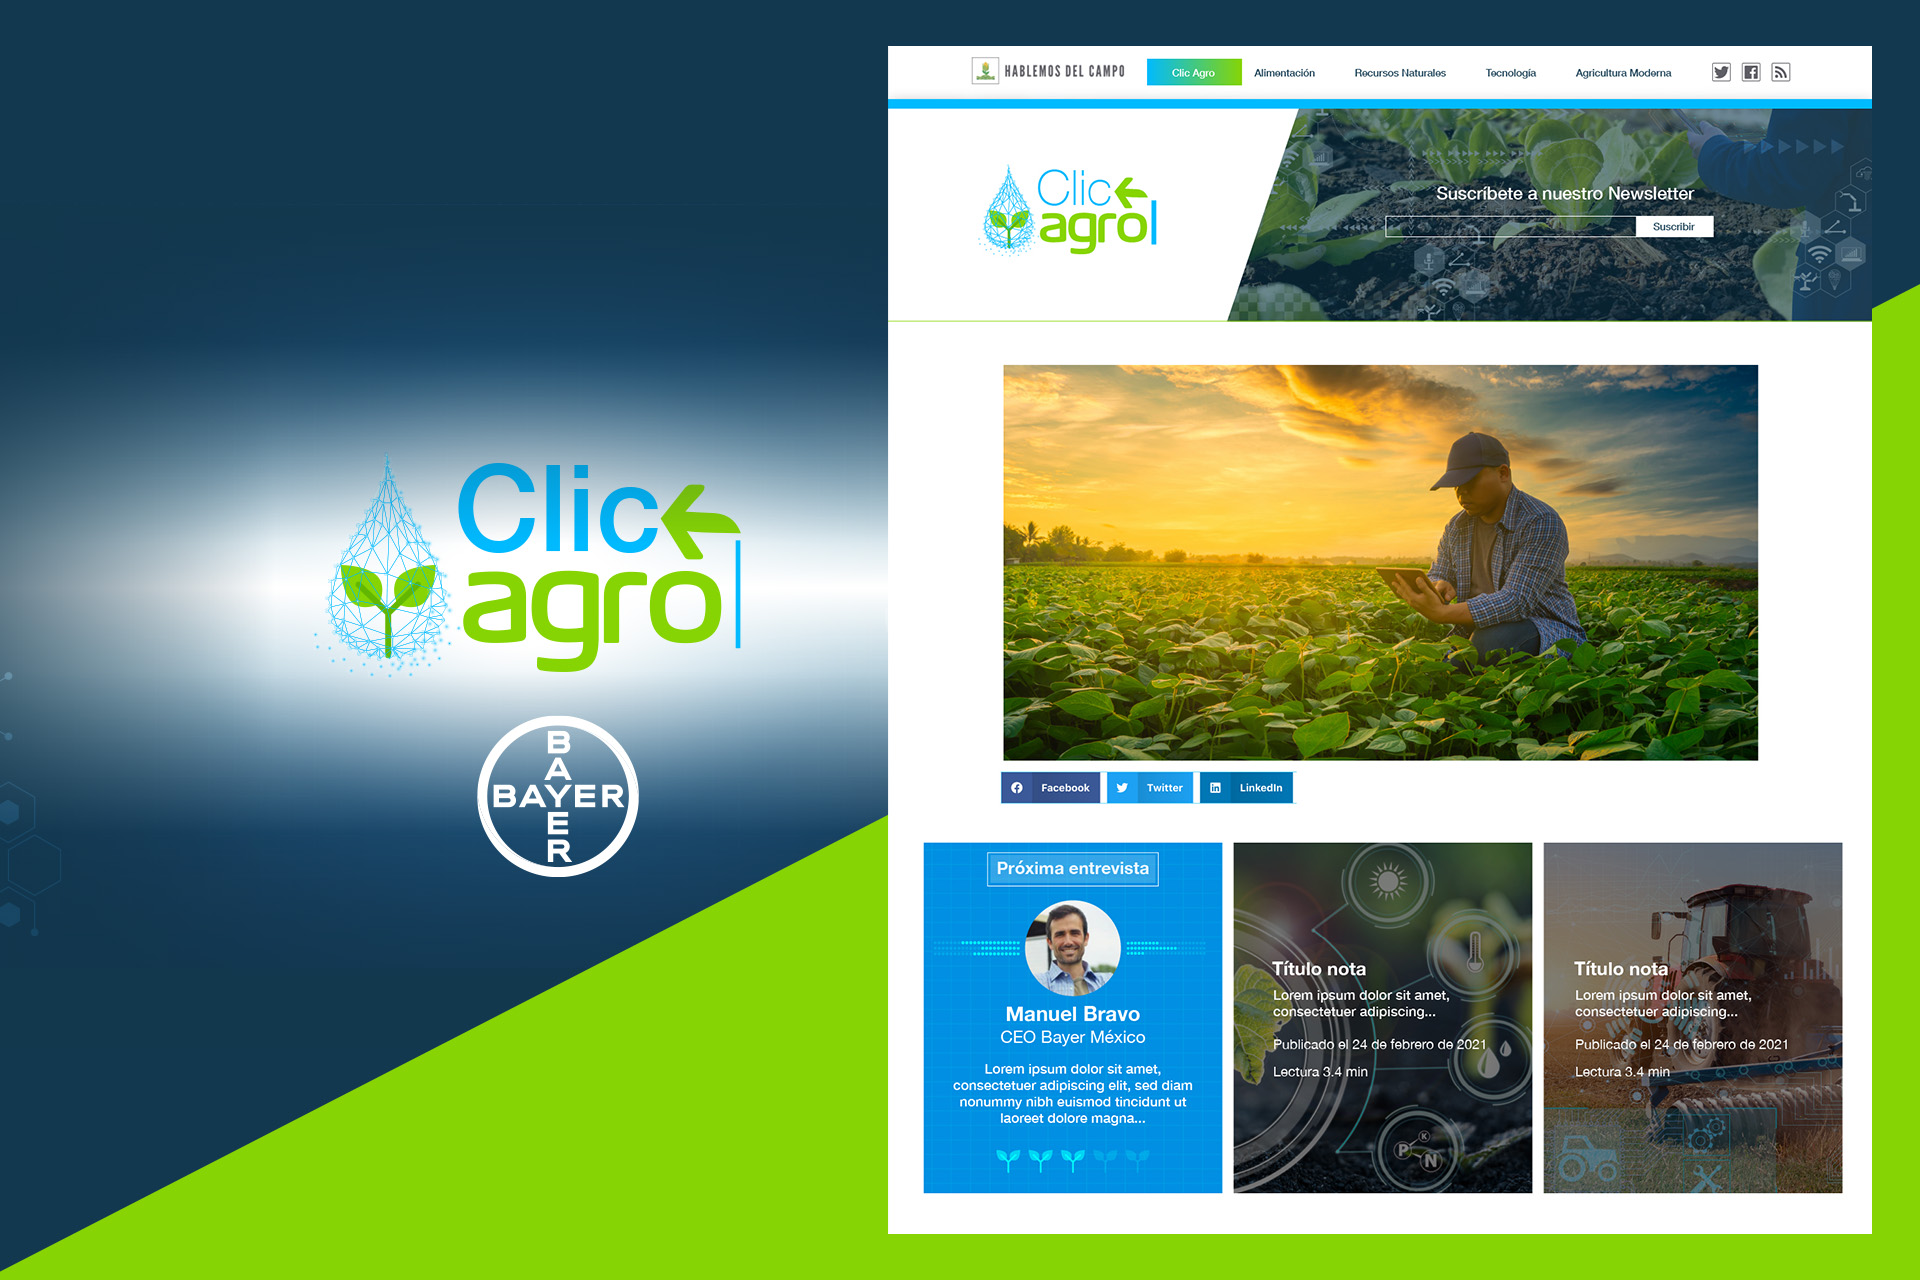 Clic
agro
BAYER
BAYER
HABLEMOS DEL CAMPO
Clic Agro
Alimentación
Recursos Naturales
Tecnología
Agricultura Moderna
Clic
agro
Suscríbete a nuestro Newsletter
Suscribir
Facebook
Twitter
LinkedIn
Próxima entrevista
Manuel Bravo
CEO Bayer México
Lorem ipsum dolor sit amet,
consectetuer adipiscing elit, sed diam
nonummy nibh euismod tincidunt ut
laoreet dolore magna...
Título nota
Lorem ipsum dolor sit amet,
consectetuer adipiscing...
Publicado el 24 de febrero de 2021
Lectura 3.4 min
P
K
N
Título nota
Lorem ipsum dolor sit amet,
consectetuer adipiscing...
Publicado el 24 de febrero de 2021
Lectura 3.4 min